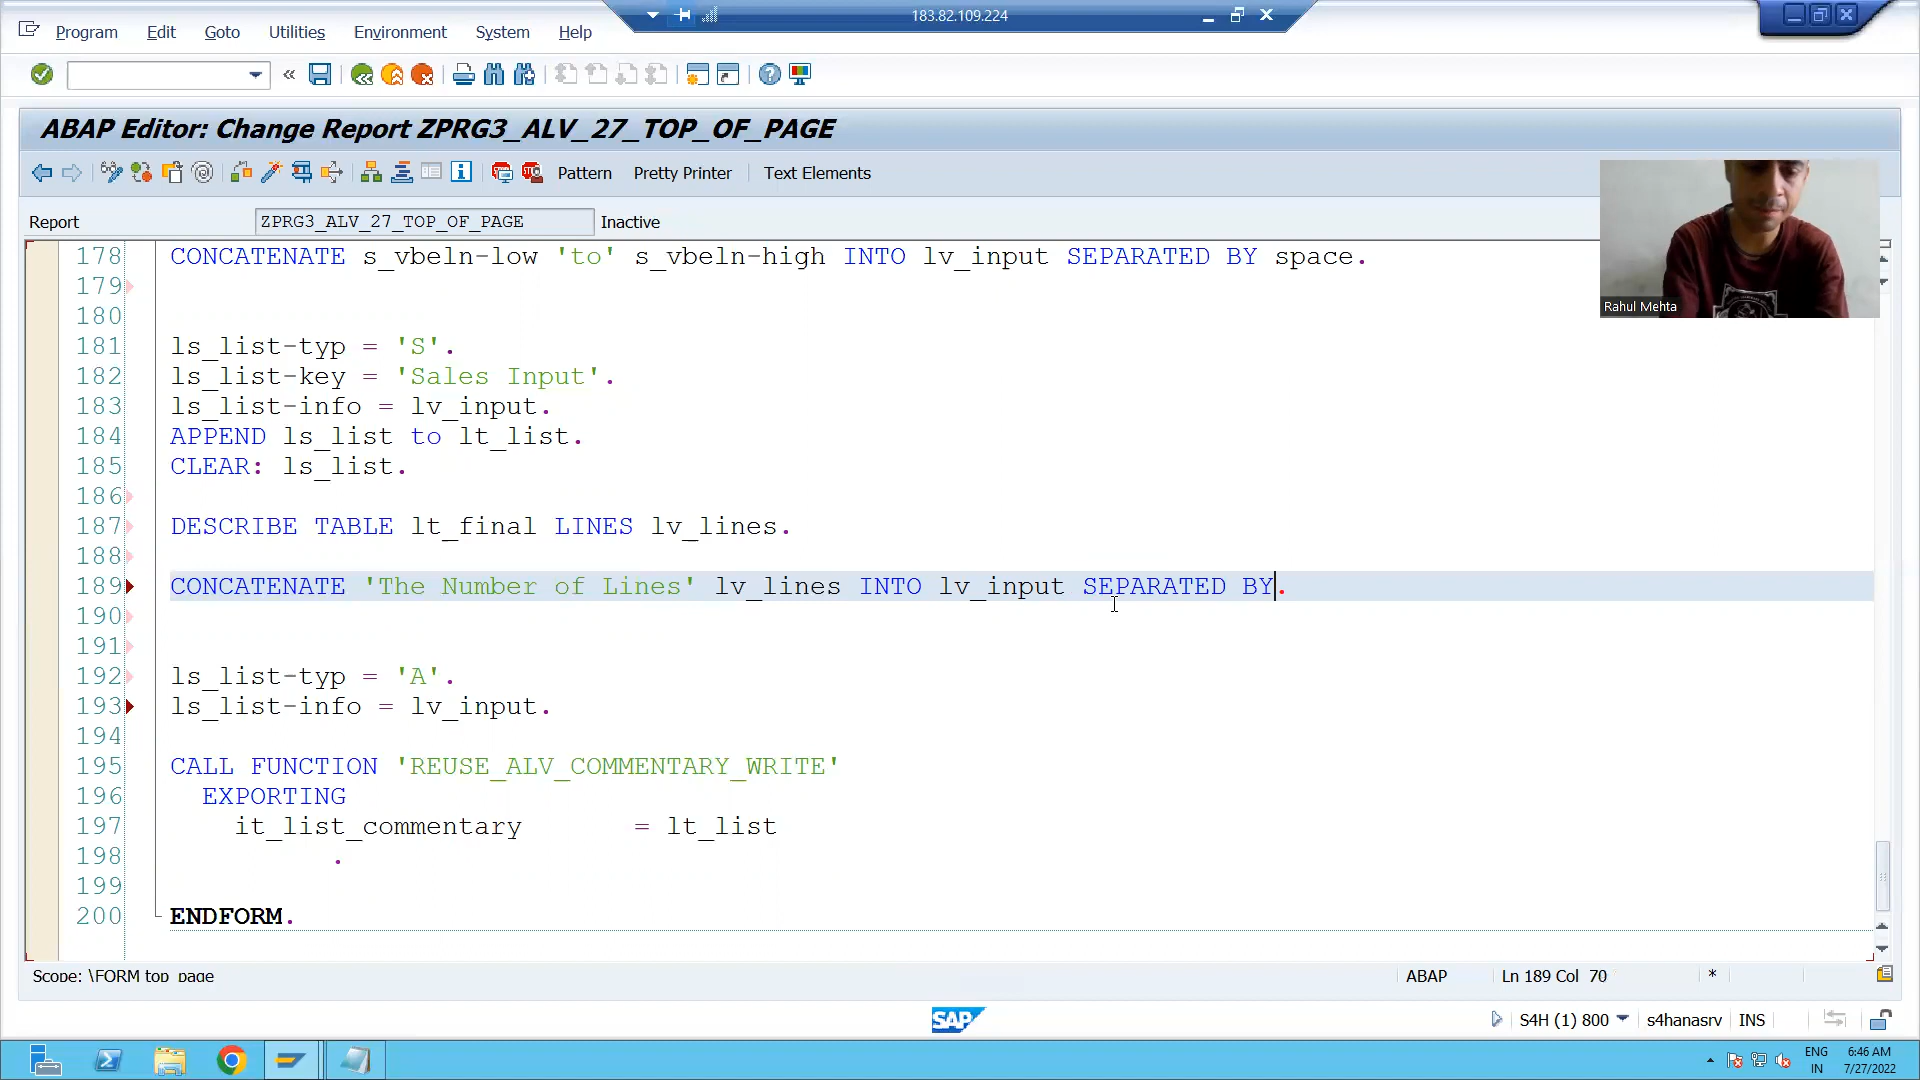 183.82.109.224
Program Edit Goto Utilities Environment System Help
ABAP Editor: Change Report ZPRG3_ALV_27_TOP_OF_PAGE
Pattern Pretty Printer Text Elements
Report ZPRG3_ALV_27_TOP_OF_PAGE Inactive
178 CONCATENATE s_vbeln-low 'to' s_vbeln-high INTO lv_input SEPARATED BY space.
179
180
181 ls_list-typ = 'S'.
182 ls_list-key = 'Sales Input'.
183 ls_list-info = lv_input.
184 APPEND ls_list to lt_list.
185 CLEAR: ls_list.
186
187 DESCRIBE TABLE lt_final LINES lv_lines.
188
189 CONCATENATE 'The Number of Lines' lv_lines INTO lv_input SEPARATED BY.
190
191
192 ls_list-typ = 'A'.
193 ls_list-info = lv_input.
194
195 CALL FUNCTION 'REUSE_ALV_COMMENTARY_WRITE'
196 EXPORTING
197 it_list_commentary = lt_list
198 .
199
200 ENDFORM.
Rahul Mehta
Scope: \FORM top_page ABAP Ln 189 Col 70 *
SAP S4H (1) 800 s4hanasrv INS
ENG 6:46 AM
IN 7/27/2022